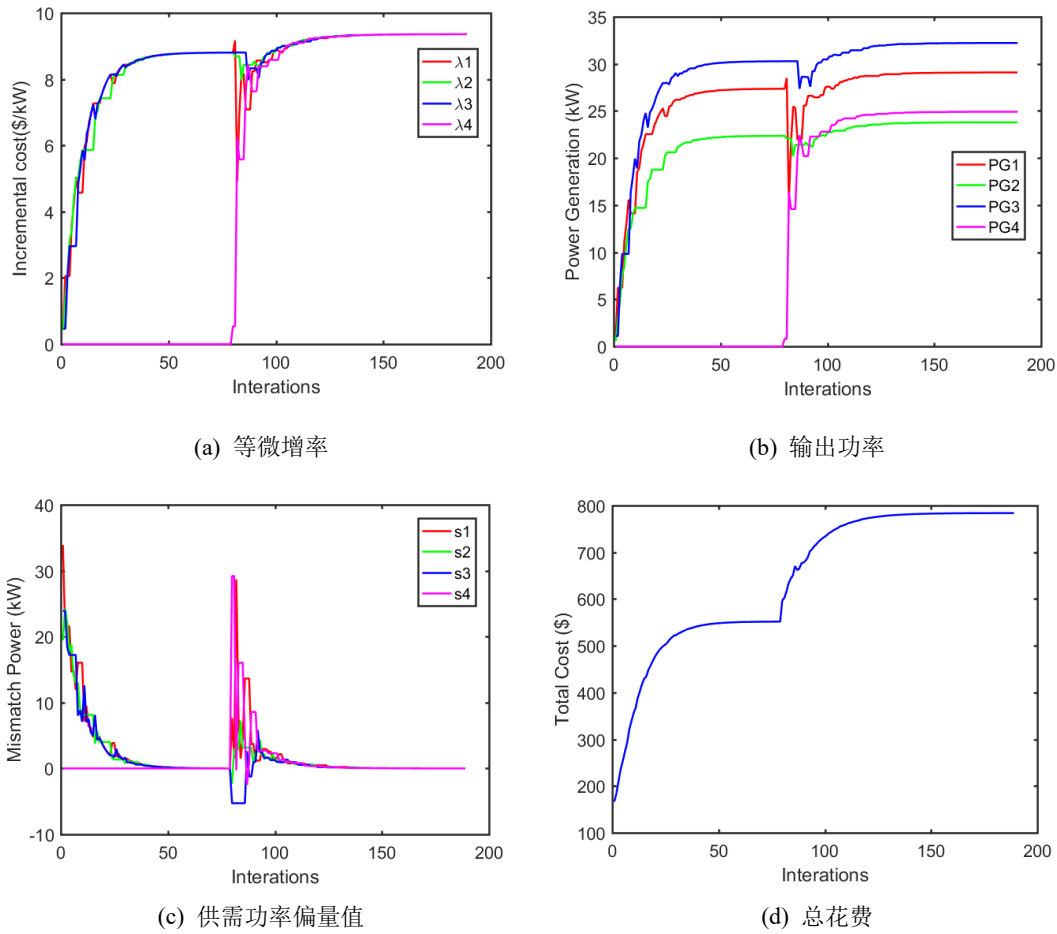 10
8
6
4
2
0
0
50
100
150
200
Incremental cost($/kW)
Interations
λ1
λ2
λ3
λ4
(a) 等微增率
35
30
25
20
15
10
5
0
0
50
100
150
200
Power Generation (kW)
Interations
PG1
PG2
PG3
PG4
(b) 输出功率
40
30
20
10
0
-10
0
50
100
150
200
Mismatch Power (kW)
Interations
s1
s2
s3
s4
(c) 供需功率偏量值
800
700
600
500
400
300
200
100
0
50
100
150
200
Total Cost ($)
Interations
(d) 总花费